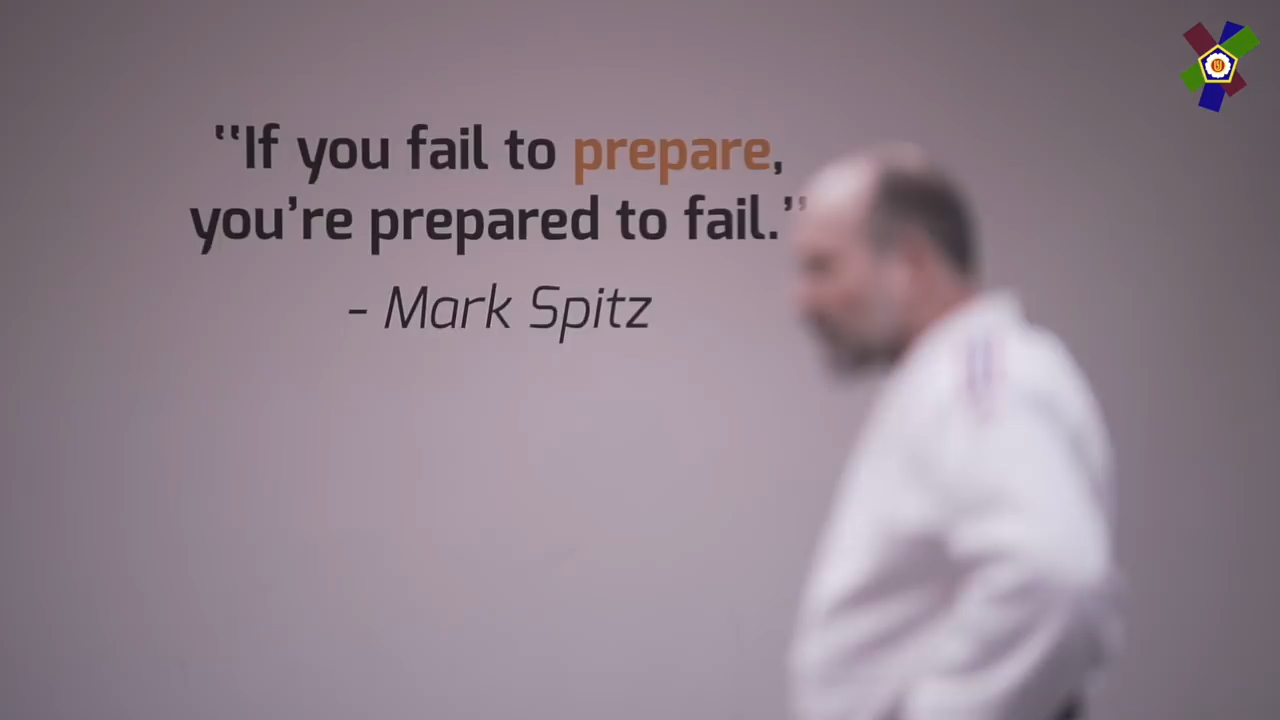 “If you fail to prepare,
you’re prepared to fail.”
- Mark Spitz